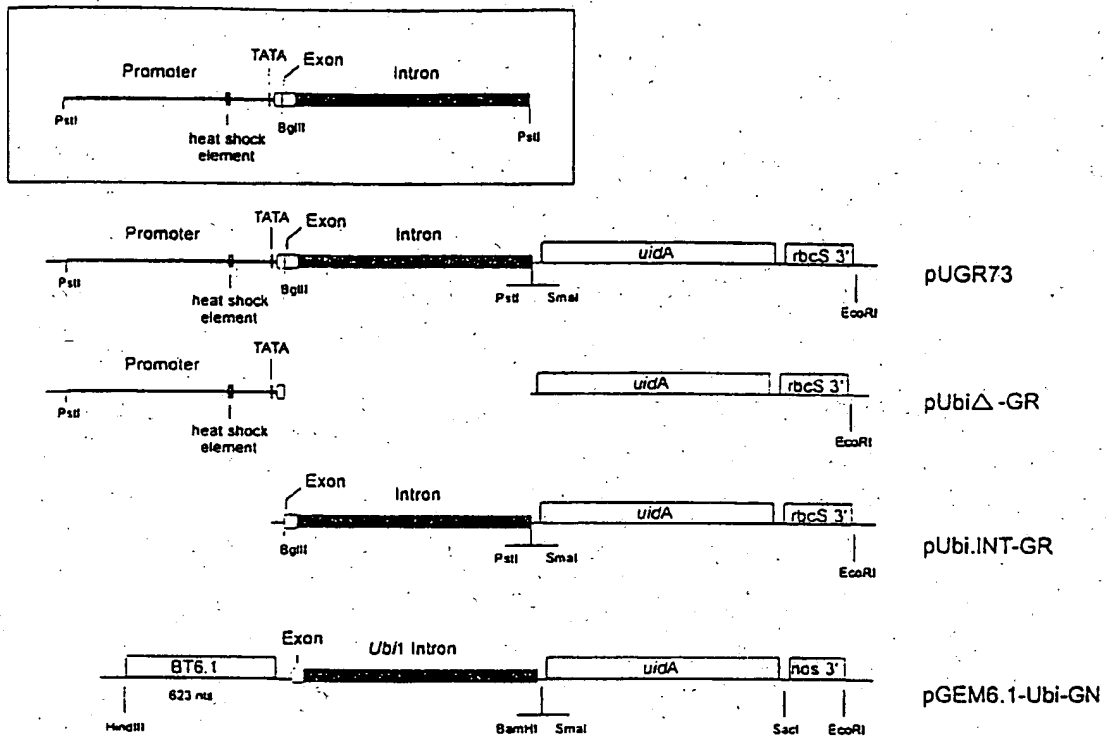 TATA Exon
Promoter Intron
PstI BglII PstI
heat shock
element
TATA Exon
Promoter Intron
uidA rbcS 3'
pUGR73
PstI BglII PstI SmaI
heat shock
element
EcoRI
TATA
Promoter
uidA rbcS 3'
pUbi△-GR
PstI
heat shock
element
EcoRI
Exon Intron
uidA rbcS 3'
pUbi.INT-GR
BglII PstI SmaI
EcoRI
Exon Ubi1 Intron
BT6.1 uidA nos 3'
623 nts
pGEM6.1-Ubi-GN
HindIII BamHI SmaI SacI EcoRI